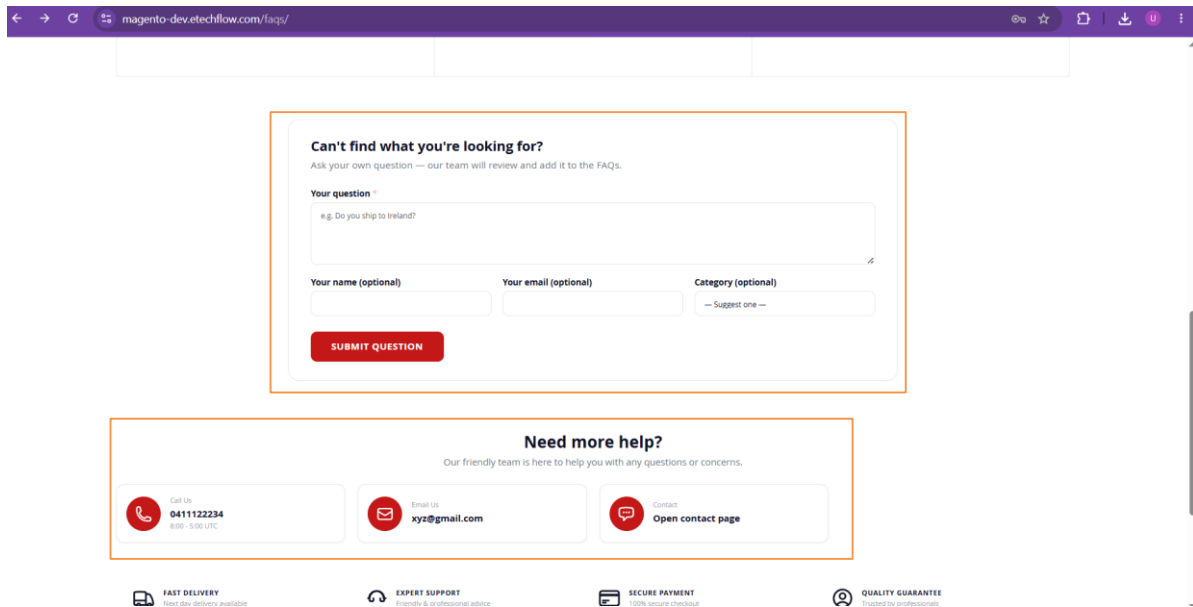 magento-dev.etechflow.com/faqs/
U
Can't find what you're looking for?
Ask your own question — our team will review and add it to the FAQs.
Your question *
e.g. Do you ship to Ireland?
Your name (optional)
Your email (optional)
Category (optional)
— Suggest one —
SUBMIT QUESTION
Need more help?
Our friendly team is here to help you with any questions or concerns.
Call Us
0411122234
8:00 - 5:00 UTC
Email Us
xyz@gmail.com
Contact
Open contact page
FAST DELIVERY
Next day delivery available
EXPERT SUPPORT
Friendly & professional advice
SECURE PAYMENT
100% secure checkout
QUALITY GUARANTEE
Trusted by professionals